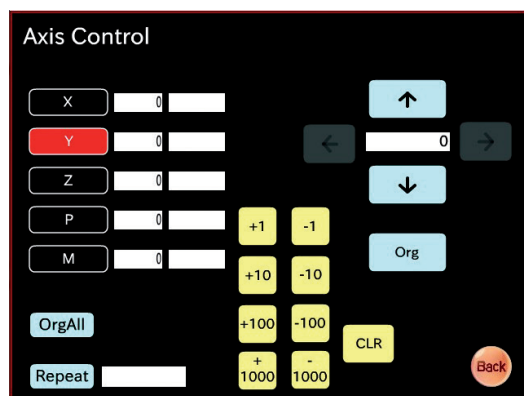 Axis Control
X 0
Y 0
0
Z 0
P 0
+1 -1
M 0
Org
+10 -10
OrgAll
+100 -100
CLR
Repeat
+
1000
-
1000
Back